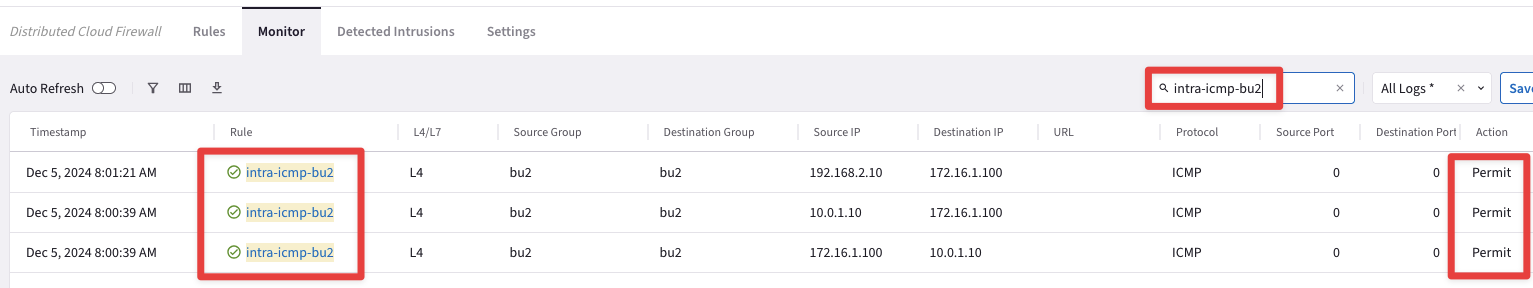 Distributed Cloud Firewall Rules Monitor Detected Intrusions Settings
Auto Refresh intra-icmp-bu2 All Logs * Save
Timestamp Rule L4/L7 Source Group Destination Group Source IP Destination IP URL Protocol Source Port Destination Port Action
Dec 5, 2024 8:01:21 AM intra-icmp-bu2 L4 bu2 bu2 192.168.2.10 172.16.1.100 ICMP 0 0 Permit
Dec 5, 2024 8:00:39 AM intra-icmp-bu2 L4 bu2 bu2 10.0.1.10 172.16.1.100 ICMP 0 0 Permit
Dec 5, 2024 8:00:39 AM intra-icmp-bu2 L4 bu2 bu2 172.16.1.100 10.0.1.10 ICMP 0 0 Permit